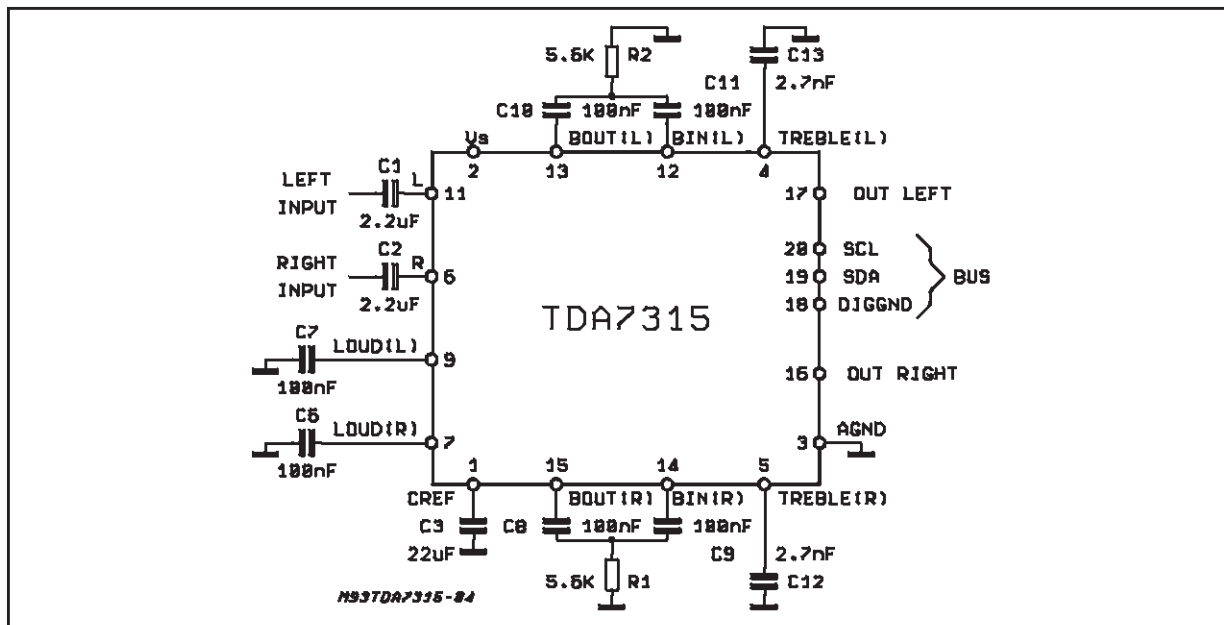 5.6K R2
C13
C11 2.7nF
C10 100nF 100nF
Vs BOUT(L) BIN(L) TREBLE(L)
2 13 12 4
C1
LEFT INPUT
L 11
2.2uF
17 OUT LEFT
C2
RIGHT INPUT
R 6
2.2uF
20 SCL
19 SDA
18 DIGGND
BUS
TDA7315
C7
LOUD(L) 9
100nF
16 OUT RIGHT
C6
LOUD(R) 7
100nF
3 AGND
1 15 14 5
CREF BOUT(R) BIN(R) TREBLE(R)
C3 C8 100nF 100nF
22uF
C9 2.7nF
5.6K R1
C12
M93TDA7315-04